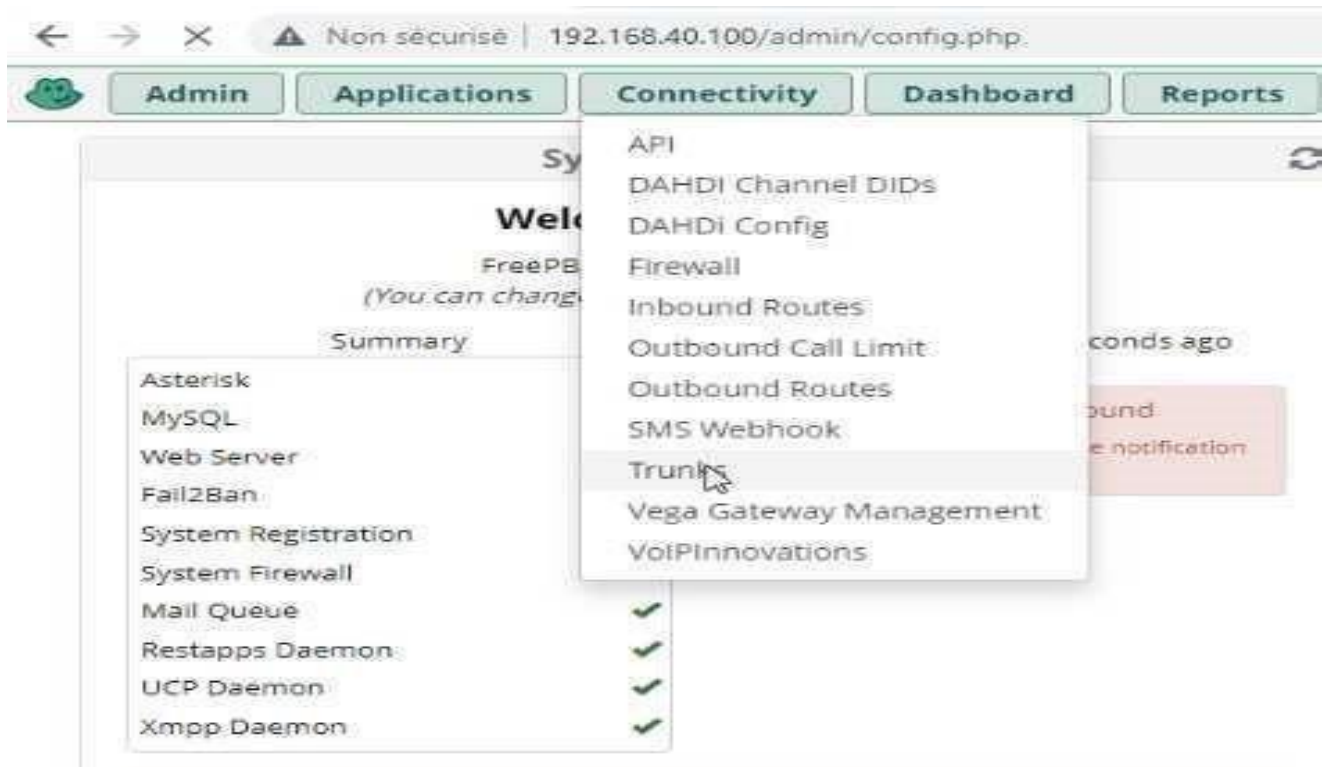 Non sécurisé | 192.168.40.100/admin/config.php
Admin Applications Connectivity Dashboard Reports
API
DAHDI Channel DIDs
DAHDi Config
Firewall
Inbound Routes
Outbound Call Limit
Outbound Routes
SMS Webhook
Trunks
Vega Gateway Management
VoIPInnovations
Sy
Welc
FreePB
(You can change
Summary
conds ago
Asterisk
MySQL
Web Server
Fail2Ban
System Registration
System Firewall
Mail Queue
Restapps Daemon
UCP Daemon
Xmpp Daemon
ound
e notification